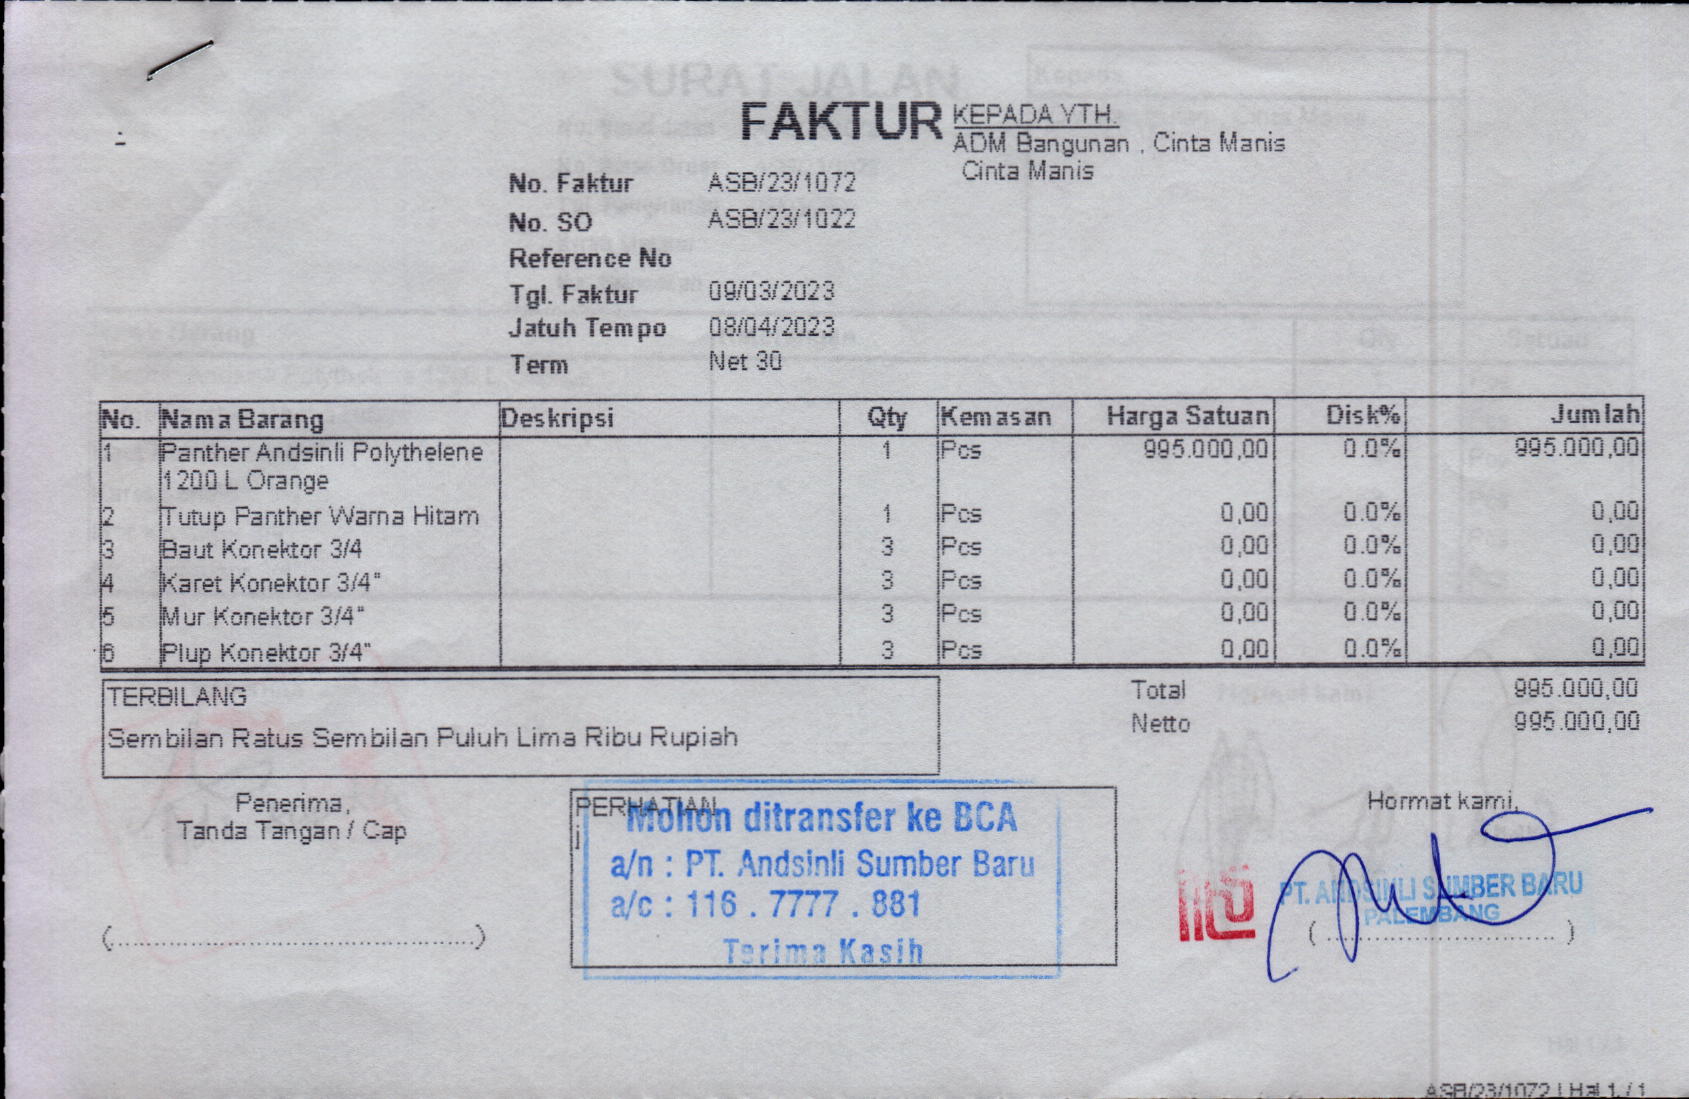 FAKTUR
KEPADA YTH.
ADM Bangunan , Cinta Manis
Cinta Manis
No. Faktur ASB/23/1072
No. SO ASB/23/1022
Reference No
Tgl. Faktur 09/03/2023
Jatuh Tempo 08/04/2023
Term Net 30
No. Nama Barang Deskripsi Qty Kemasan Harga Satuan Disk% Jumlah
1 Panther Andsinli Polythelene 1 Pcs 995.000,00 0.0% 995.000,00
1200 L Orange
2 Tutup Panther Warna Hitam 1 Pcs 0,00 0.0% 0,00
3 Baut Konektor 3/4 3 Pcs 0,00 0.0% 0,00
4 Karet Konektor 3/4" 3 Pcs 0,00 0.0% 0,00
5 Mur Konektor 3/4" 3 Pcs 0,00 0.0% 0,00
6 Plup Konektor 3/4" 3 Pcs 0,00 0.0% 0,00
TERBILANG
Sembilan Ratus Sembilan Puluh Lima Ribu Rupiah
Total 995.000,00
Netto 995.000,00
Penerima,
Tanda Tangan / Cap
(..............................................)
PERHATIAN
Mohon ditransfer ke BCA
a/n : PT. Andsinli Sumber Baru
a/c : 116 . 7777 . 881
Terima Kasih
Hormat kami,
PT. ANDSINLI SUMBER BARU
PALEMBANG
( .............................. )
ASB/23/1072 | Hal 1 / 1
SURAT JALAN
Kepada